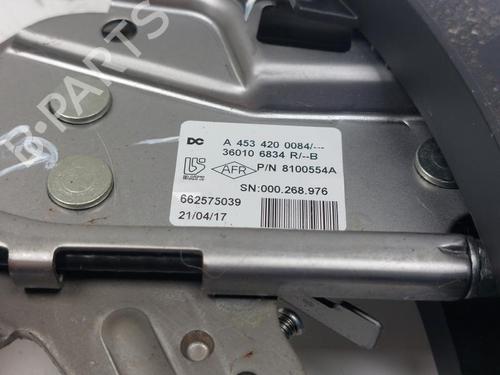 B-PARTS
DC A 453 420 0084/---
36010 6834 R/--B
AFR P/N 8100554A
SN:000.268.976
662575039
21/04/17